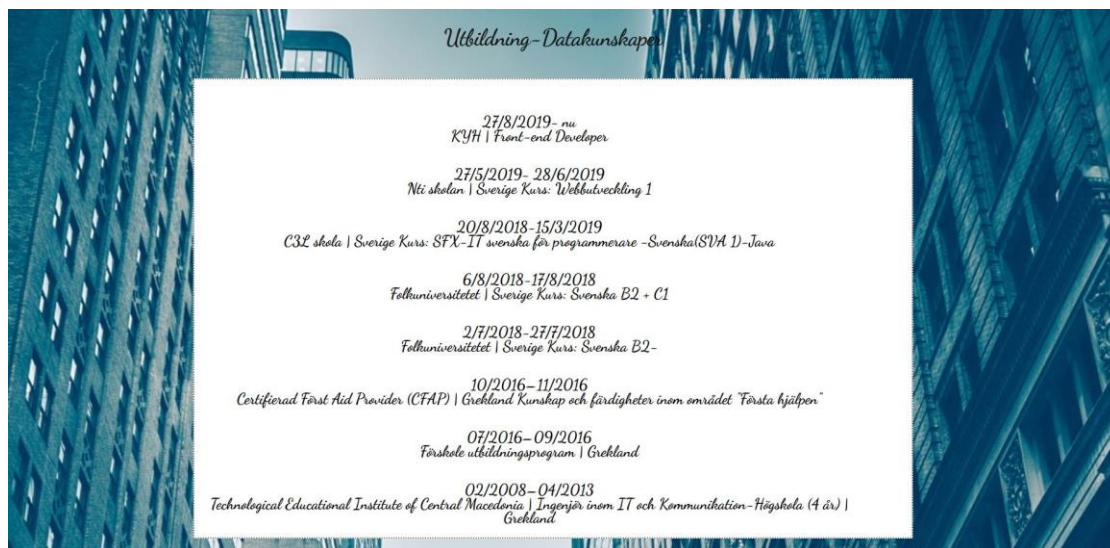 Utbildning-Datakunskaper
27/8/2019- nu
KYH | Front-end Developer
27/5/2019- 28/6/2019
Nti skolan | Sverige Kurs: Webbutveckling 1
20/8/2018-15/3/2019
C3L skola | Sverige Kurs: SFX-IT svenska för programmerare -Svenska(SVA 1)-Java
6/8/2018-17/8/2018
Folkuniversitetet | Sverige Kurs: Svenska B2 + C1
2/7/2018-27/7/2018
Folkuniversitetet | Sverige Kurs: Svenska B2-
10/2016–11/2016
Certifierad Först Aid Provider (CFAP) | Grekland Kunskap och färdigheter inom området "Första hjälpen"
07/2016–09/2016
Förskole utbildningsprogram | Grekland
02/2008–04/2013
Technological Educational Institute of Central Macedonia | Ingenjör inom IT och Kommunikation-Högskola (4 år) |
Grekland